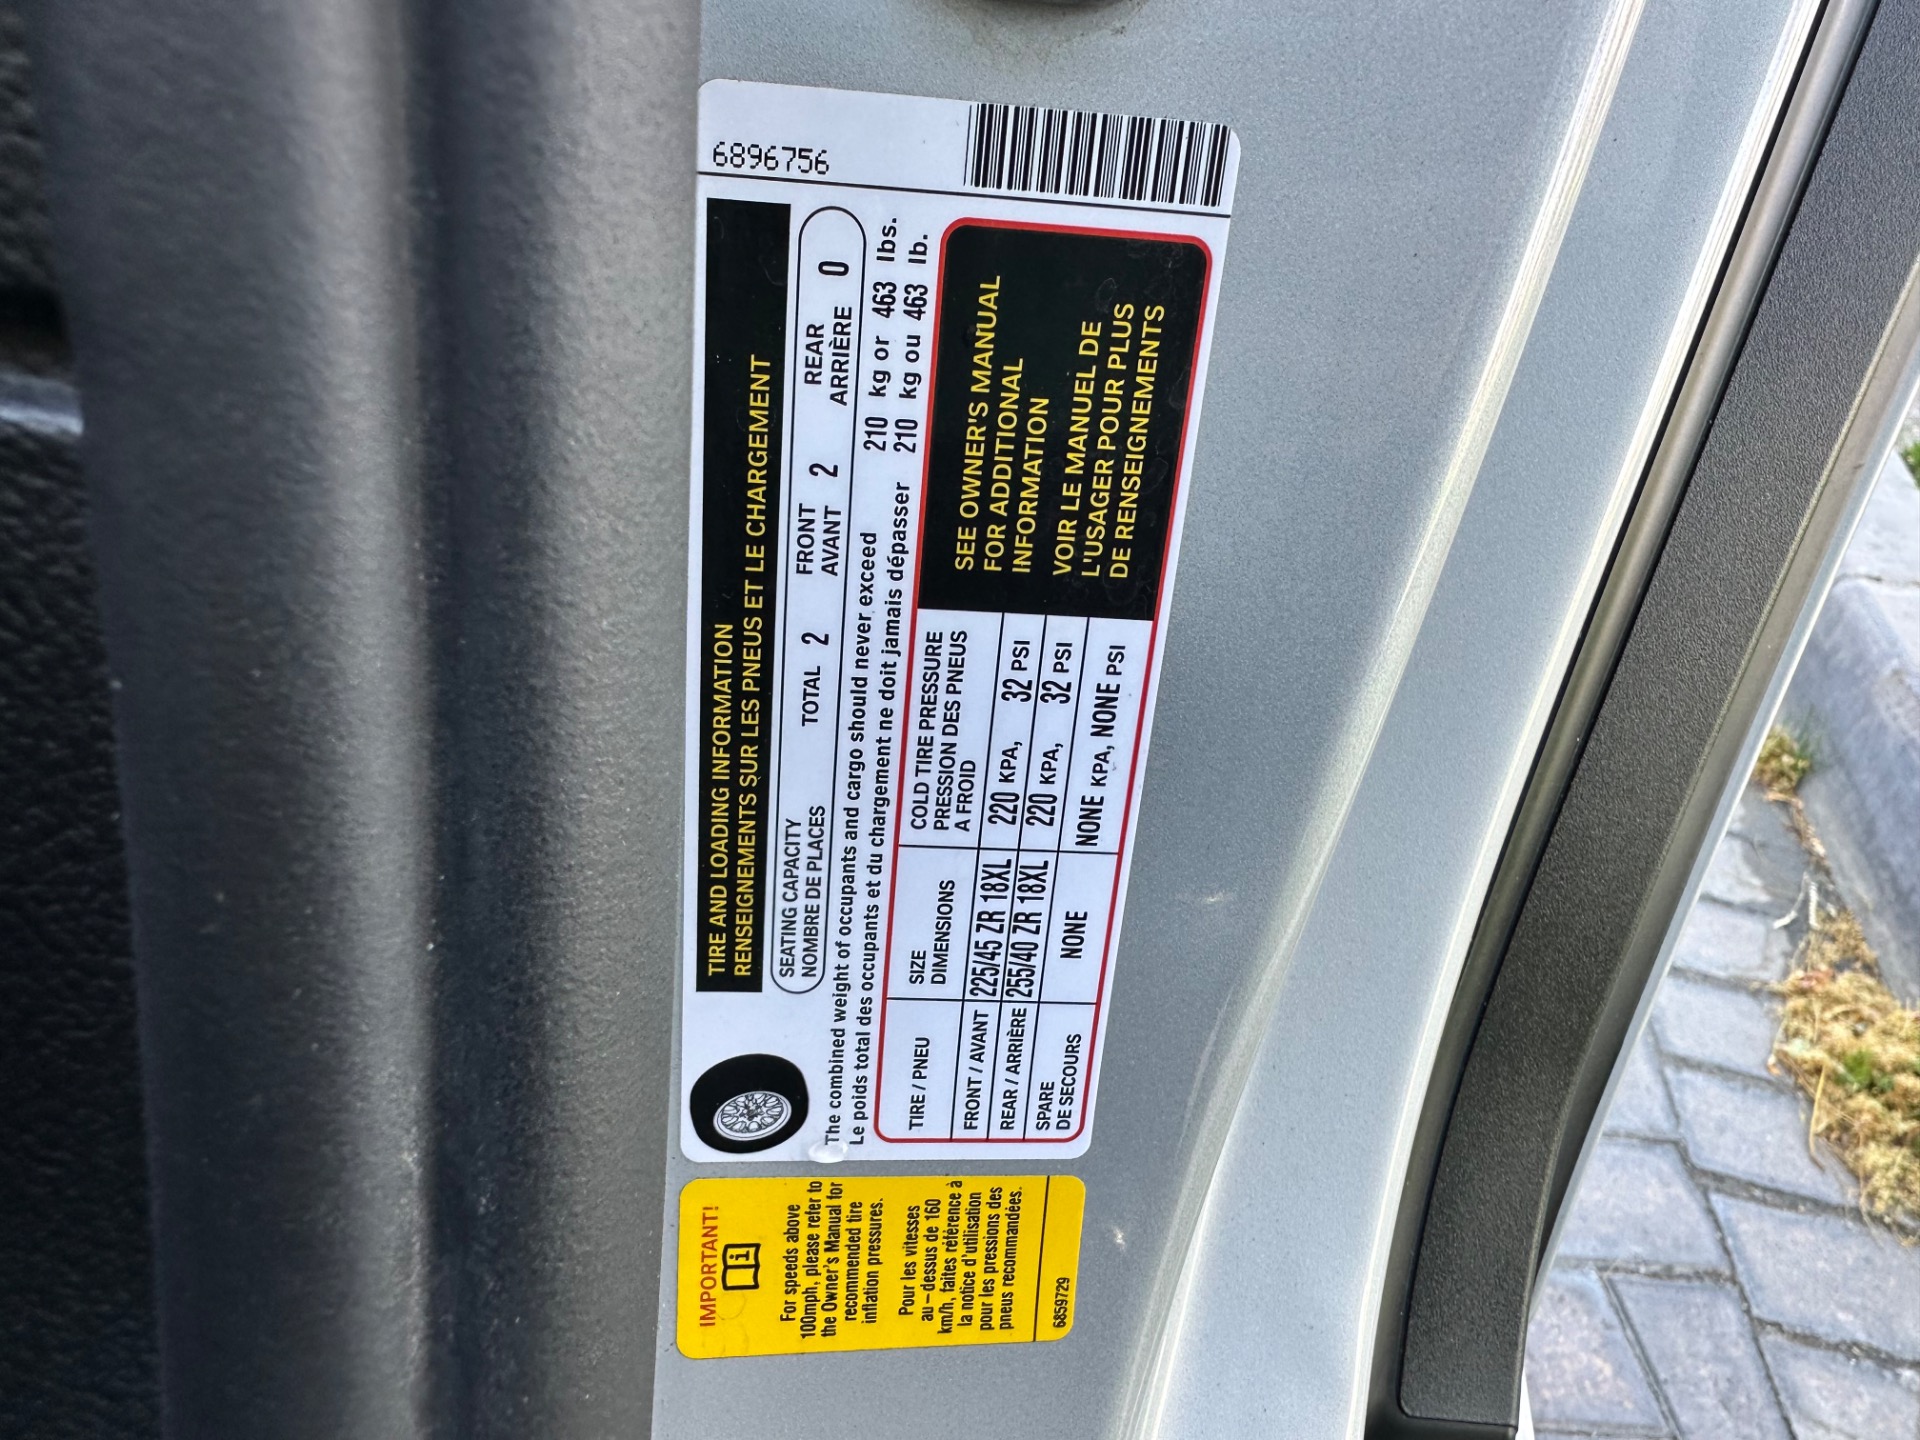 6896756
TIRE AND LOADING INFORMATION
RENSEIGNEMENTS SUR LES PNEUS ET LE CHARGEMENT
SEATING CAPACITY TOTAL 2 FRONT 2 REAR 0
NOMBRE DE PLACES AVANT ARRIÈRE
The combined weight of occupants and cargo should never exceed 210 kg or 463 lbs.
Le poids total des occupants et du chargement ne doit jamais dépasser 210 kg ou 463 lb.
TIRE / PNEU
SIZE
DIMENSIONS
COLD TIRE PRESSURE
PRESSION DES PNEUS
A FROID
FRONT / AVANT 225/45 ZR 18XL 220 KPA, 32 PSI
REAR / ARRIÈRE 255/40 ZR 18XL 220 KPA, 32 PSI
SPARE
DE SECOURS NONE NONE KPA, NONE PSI
SEE OWNER'S MANUAL
FOR ADDITIONAL
INFORMATION
VOIR LE MANUEL DE
L'USAGER POUR PLUS
DE RENSEIGNEMENTS
IMPORTANT!
i
For speeds above
100mph, please refer to
the Owner's Manual for
recommended tire
inflation pressures.
Pour les vitesses
au – dessus de 160
km/h, faites référence à
la notice d'utilisation
pour les pressions des
pneus recommandées.
6859729